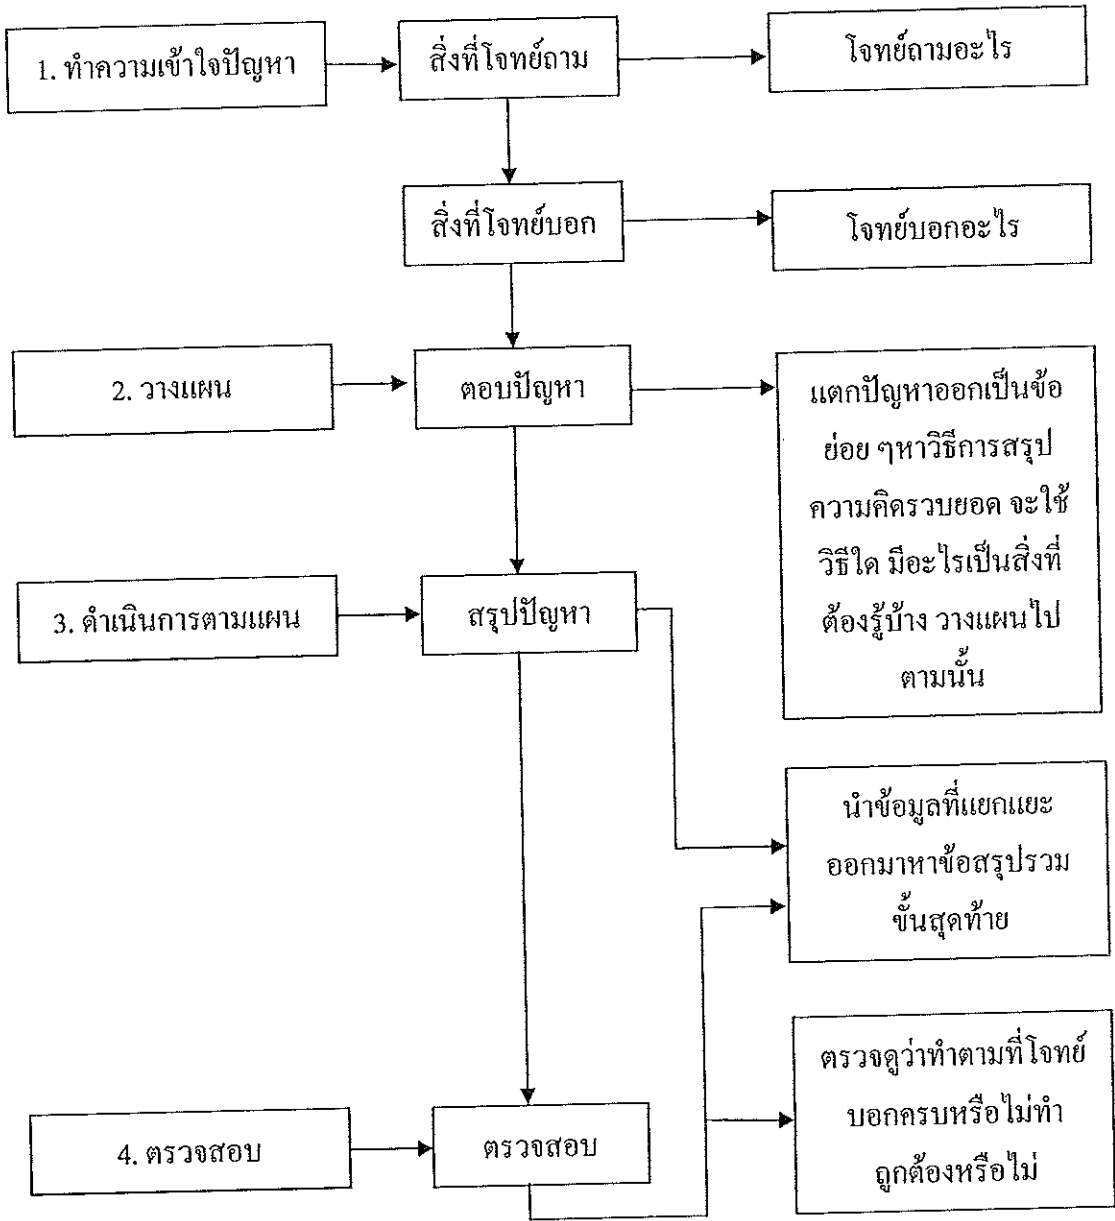 1. ทำความเข้าใจปัญหา
สิ่งที่โจทย์ถาม
โจทย์ถามอะไร
สิ่งที่โจทย์บอก
โจทย์บอกอะไร
2. วางแผน
ตอบปัญหา
แตกปัญหาออกเป็นข้อ
ย่อย ๆหาวิธีการสรุป
ความคิดรวบยอด จะใช้
วิธีใด มีอะไรเป็นสิ่งที่
ต้องรู้บ้าง วางแผนไป
ตามนั้น
3. ดำเนินการตามแผน
สรุปปัญหา
นำข้อมูลที่แยกแยะ
ออกมาหาข้อสรุปรวม
ขั้นสุดท้าย
4. ตรวจสอบ
ตรวจสอบ
ตรวจดูว่าทำตามที่โจทย์
บอกครบหรือไม่ทำ
ถูกต้องหรือไม่